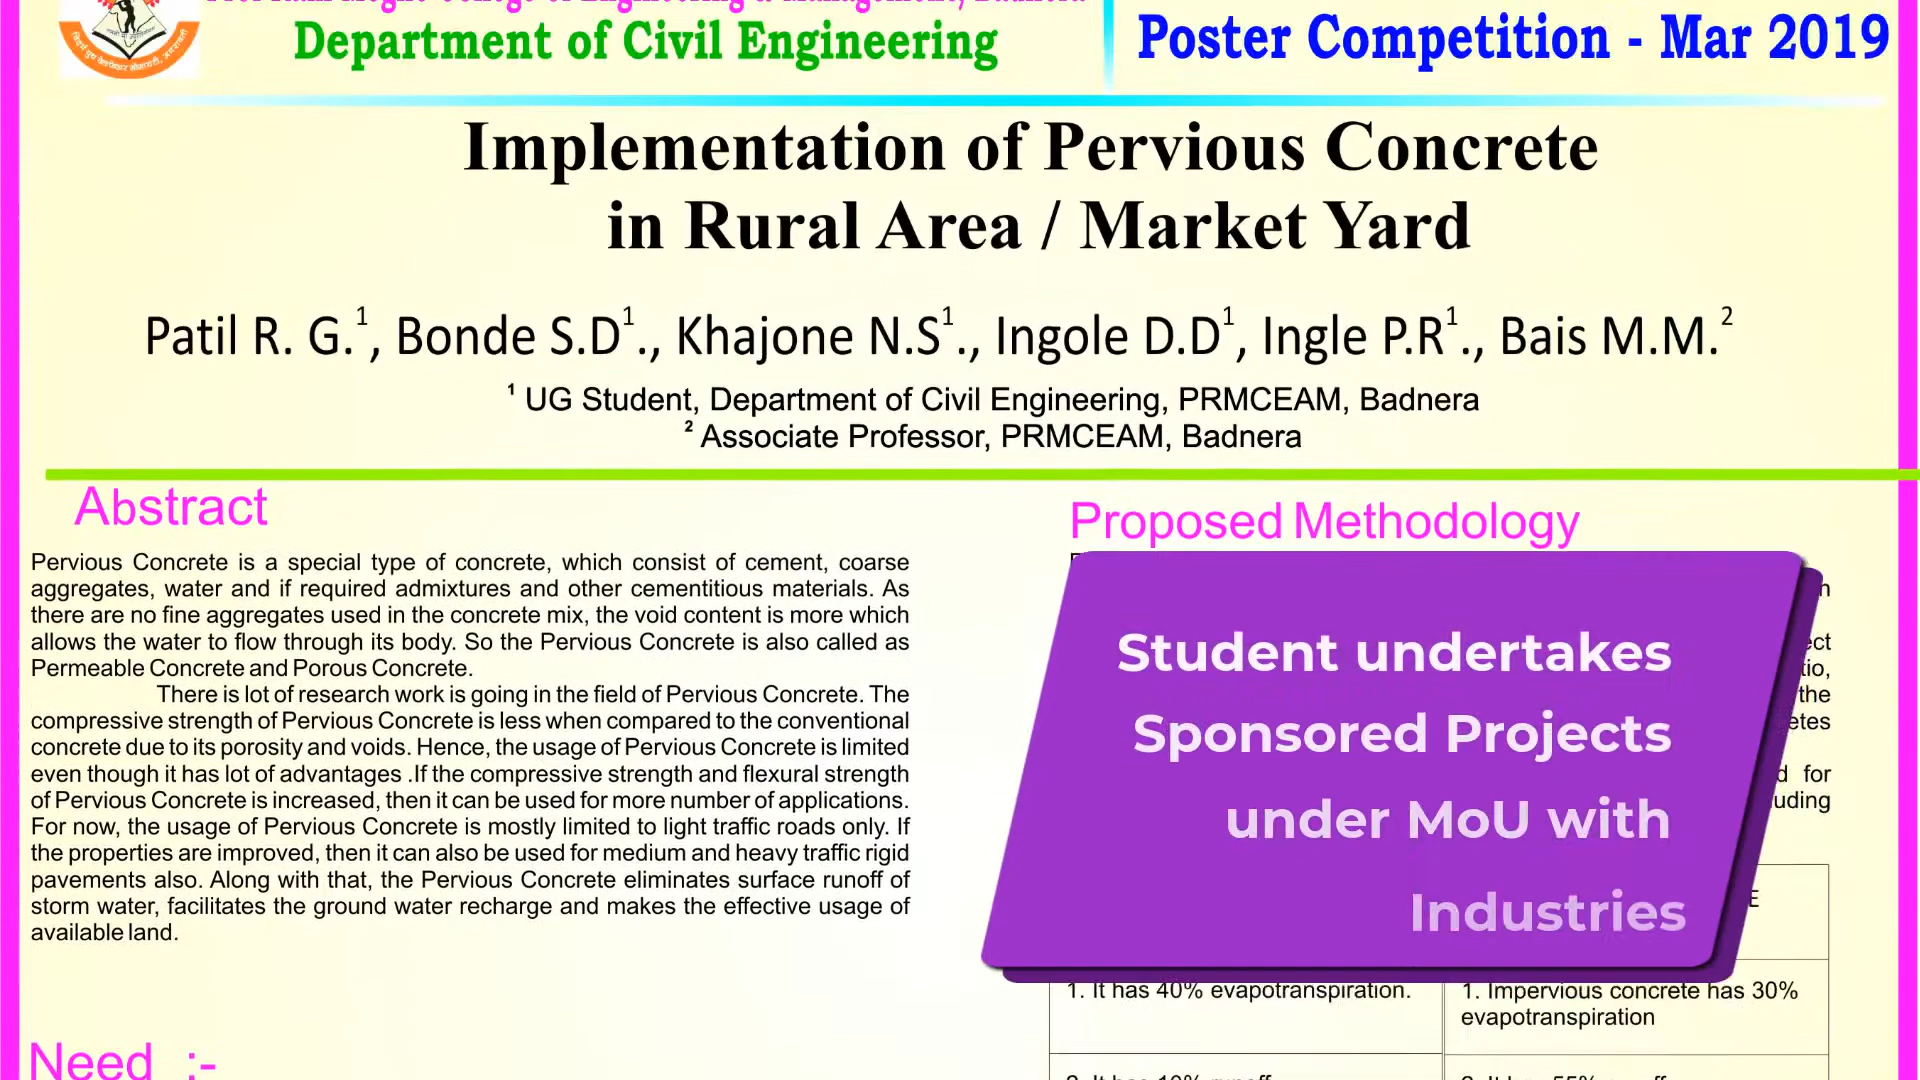 Department of Civil Engineering
Poster Competition - Mar 2019
Implementation of Pervious Concrete
in Rural Area / Market Yard
Patil R. G.¹, Bonde S.D¹., Khajone N.S¹., Ingole D.D¹, Ingle P.R¹., Bais M.M.²
¹ UG Student, Department of Civil Engineering, PRMCEAM, Badnera
² Associate Professor, PRMCEAM, Badnera
Abstract
Pervious Concrete is a special type of concrete, which consist of cement, coarse
aggregates, water and if required admixtures and other cementitious materials. As
there are no fine aggregates used in the concrete mix, the void content is more which
allows the water to flow through its body. So the Pervious Concrete is also called as
Permeable Concrete and Porous Concrete.
There is lot of research work is going in the field of Pervious Concrete. The
compressive strength of Pervious Concrete is less when compared to the conventional
concrete due to its porosity and voids. Hence, the usage of Pervious Concrete is limited
even though it has lot of advantages .If the compressive strength and flexural strength
of Pervious Concrete is increased, then it can be used for more number of applications.
For now, the usage of Pervious Concrete is mostly limited to light traffic roads only. If
the properties are improved, then it can also be used for medium and heavy traffic rigid
pavements also. Along with that, the Pervious Concrete eliminates surface runoff of
storm water, facilitates the ground water recharge and makes the effective usage of
available land.
Need :-
Proposed Methodology
the
for
Student undertakes
Sponsored Projects
under MoU with
Industries
1. It has 40% evapotranspiration.
1. Impervious concrete has 30%
evapotranspiration